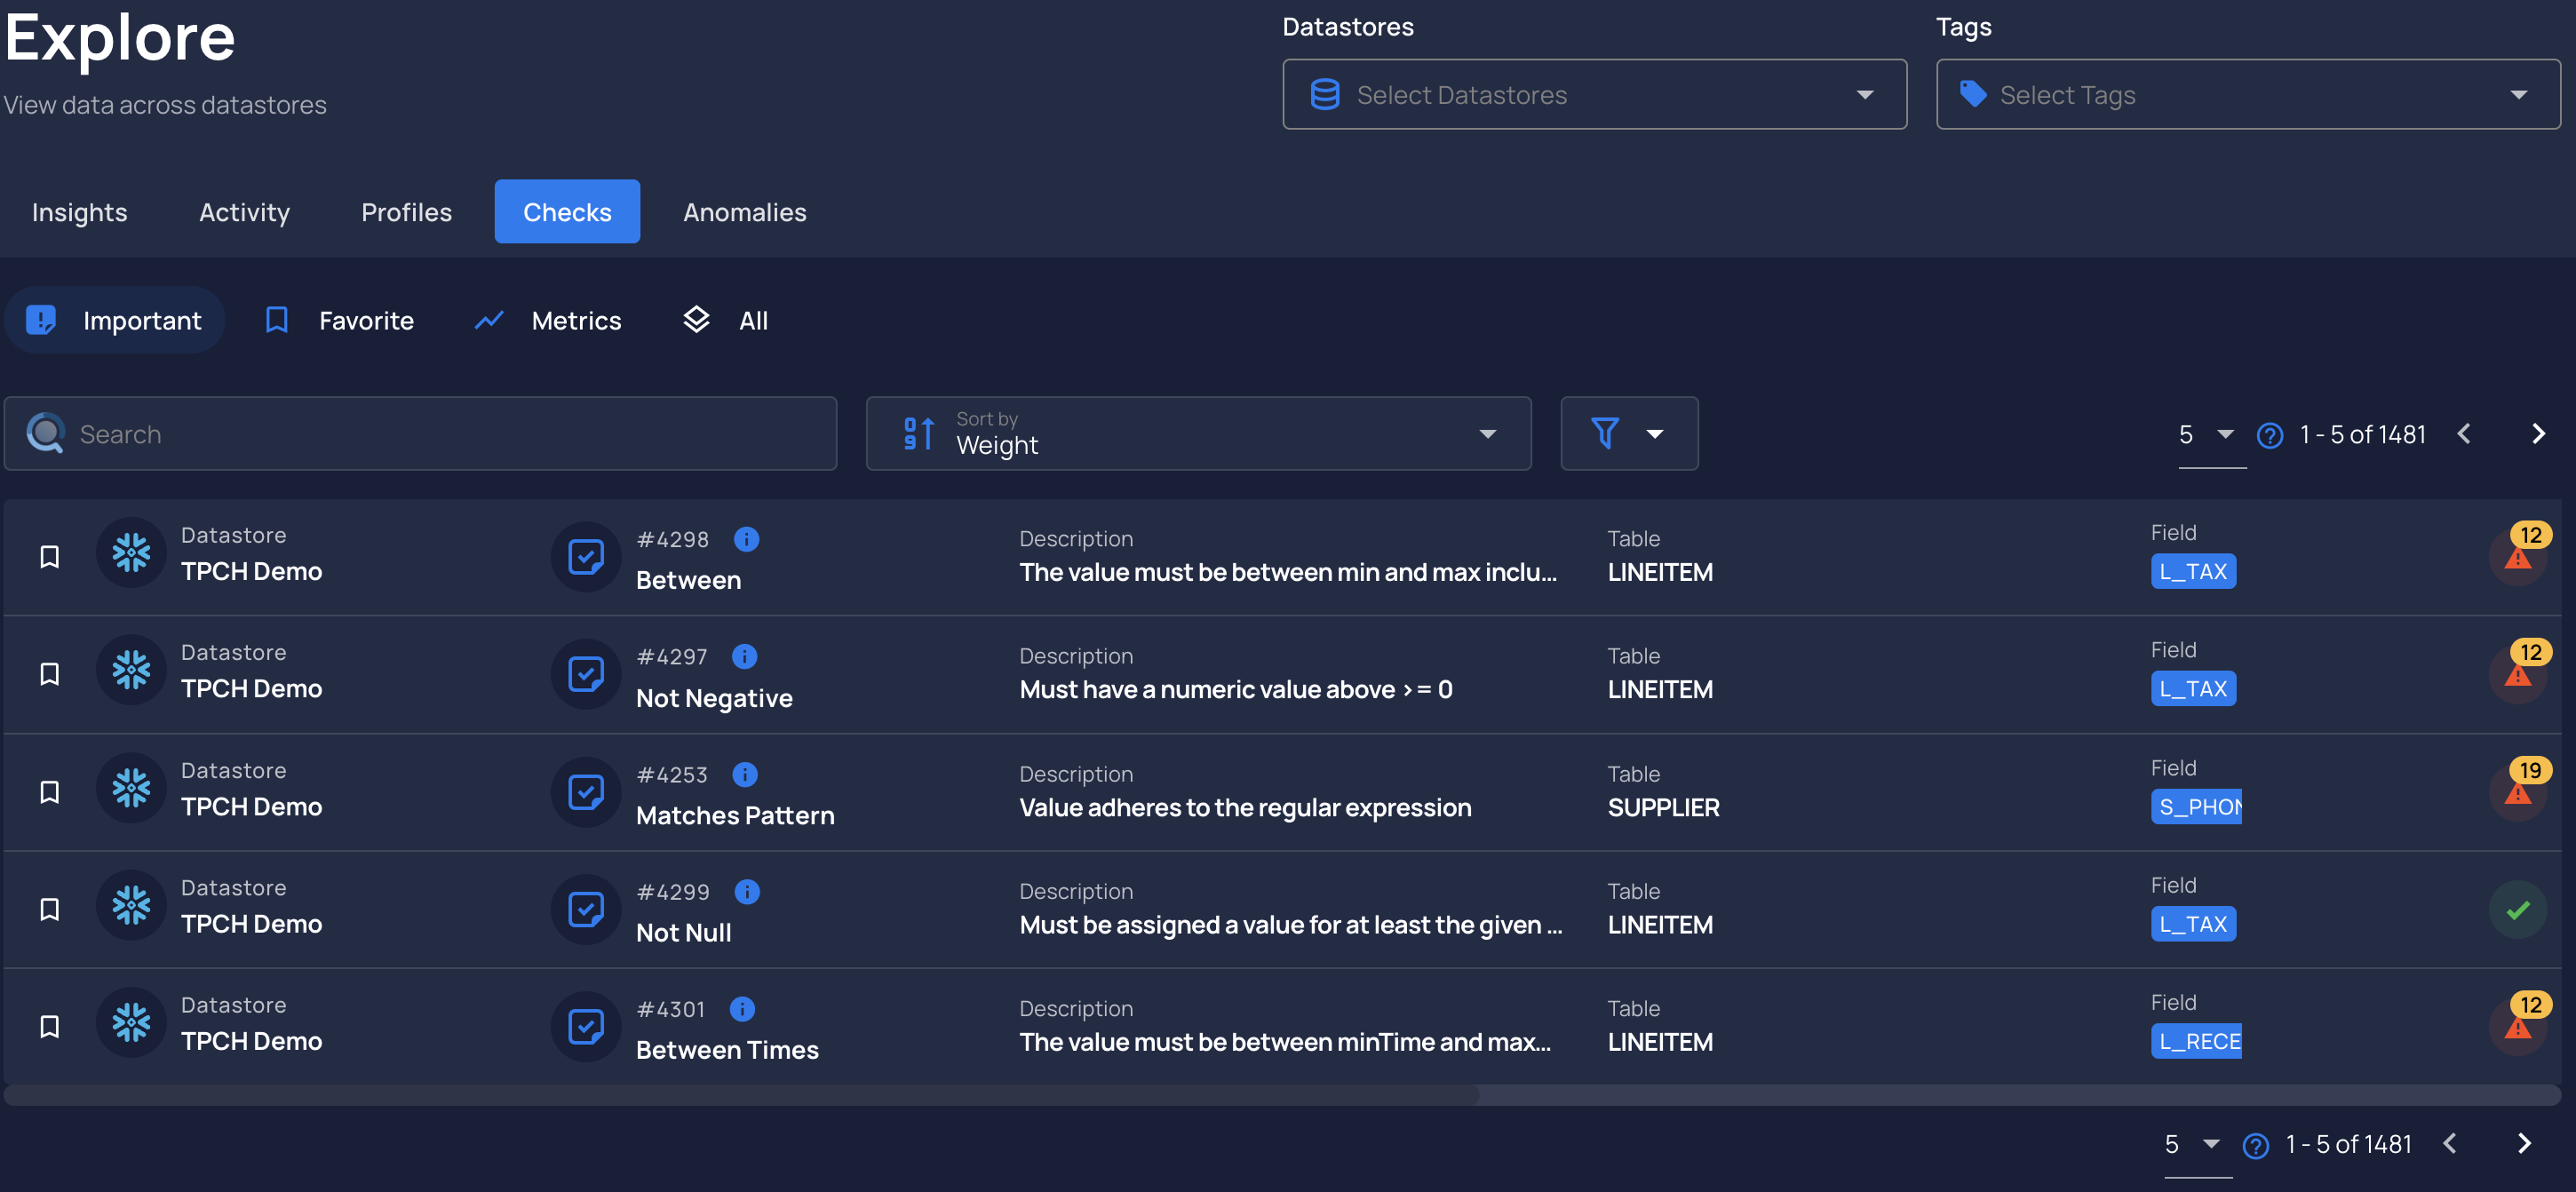 Explore
View data across datastores
Datastores
Select Datastores
Tags
Select Tags
Insights
Activity
Profiles
Checks
Anomalies
Important
Favorite
Metrics
All
Search
Sort by
Weight
5
1 - 5 of 1481
Datastore
TPCH Demo
#4298
Between
Description
The value must be between min and max inclu...
Table
LINEITEM
Field
L_TAX
12
Datastore
TPCH Demo
#4297
Not Negative
Description
Must have a numeric value above >= 0
Table
LINEITEM
Field
L_TAX
12
Datastore
TPCH Demo
#4253
Matches Pattern
Description
Value adheres to the regular expression
Table
SUPPLIER
Field
S_PHON
19
Datastore
TPCH Demo
#4299
Not Null
Description
Must be assigned a value for at least the given ...
Table
LINEITEM
Field
L_TAX
Datastore
TPCH Demo
#4301
Between Times
Description
The value must be between minTime and max...
Table
LINEITEM
Field
L_RECE
12
5
1 - 5 of 1481